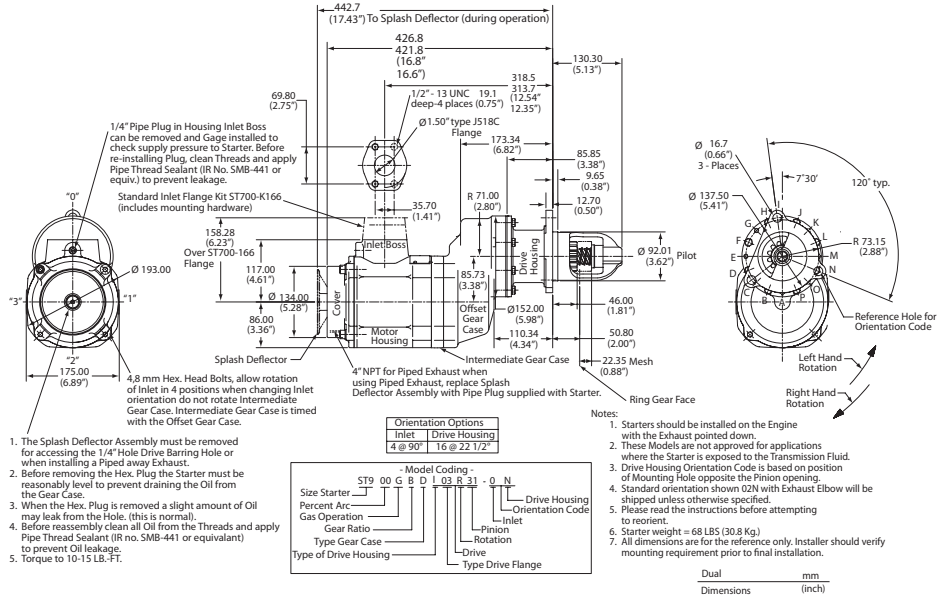 442.7
(17.43") To Splash Deflector (during operation)
426.8
421.8
(16.8"
16.6")
130.30
(5.13")
318.5
313.7
(12.54"
12.35")
69.80
(2.75")
1/2" - 13 UNC 19.1
deep-4 places (0.75")
Ø 1.50" type J518C
Flange
173.34
(6.82")
85.85
(3.38")
9.65
(0.38")
12.70
(0.50")
1/4" Pipe Plug in Housing Inlet Boss
can be removed and Gage installed to
check supply pressure to Starter. Before
re-installing Plug, clean Threads and apply
Pipe Thread Sealant (IR No. SMB-441 or
equiv.) to prevent leakage.
Standard Inlet Flange Kit ST700-K166
(includes mounting hardware)
35.70
(1.41")
R 71.00
(2.80")
158.28
(6.23")
Over ST700-166
Flange
117.00
(4.61")
Inlet Boss
Ø 134.00
(5.28")
86.00
(3.36")
Cover
Motor
Housing
85.73
(3.38")
Offset
Gear
Case
Drive
Housing
Ø 92.01
(3.62")
Pilot
46.00
(1.81")
Ø152.00
(5.98")
110.34
(4.34")
50.80
(2.00")
22.35 Mesh
(0.88")
Ring Gear Face
Intermediate Gear Case
Splash Deflector
4" NPT for Piped Exhaust when
using Piped Exhaust, replace Splash
Deflector Assembly with Pipe Plug supplied with Starter.
"0"
"3"
"1"
"2"
Ø 193.00
175.00
(6.89")
4,8 mm Hex. Head Bolts, allow rotation
of Inlet in 4 positions when changing Inlet
orientation do not rotate Intermediate
Gear Case. Intermediate Gear Case is timed
with the Offset Gear Case.
Ø 16.7
(0.66")
3 - Places
7°30'
120° typ.
Ø 137.50
(5.41")
R 73.15
(2.88")
H
J
G
K
F
L
E
M
D
N
C
O
B
A
P
Reference Hole for
Orientation Code
Left Hand
Rotation
Right Hand
Rotation
1. The Splash Deflector Assembly must be removed
for accessing the 1/4" Hole Drive Barring Hole or
when installing a Piped away Exhaust.
2. Before removing the Hex. Plug the Starter must be
reasonably level to prevent draining the Oil from
the Gear Case.
3. When the Hex. Plug is removed a slight amount of Oil
may leak from the Hole. (this is normal).
4. Before reassembly clean all Oil from the Threads and apply
Pipe Thread Sealant (IR no. SMB-441 or equivalant)
to prevent Oil leakage.
5. Torque to 10-15 LB.-FT.
Orientation Options
Inlet Drive Housing
4 @ 90° 16 @ 22 1/2°
- Model Coding -
ST9 00 G B D I 03 R 31 - 0 N
Size Starter
Percent Arc
Gas Operation
Gear Ratio
Type Gear Case
Type of Drive Housing
Drive Housing
Orientation Code
Inlet
Pinion
Rotation
Drive
Type Drive Flange
Notes:
1. Starters should be installed on the Engine
with the Exhaust pointed down.
2. These Models are not approved for applications
where the Starter is exposed to the Transmission Fluid.
3. Drive Housing Orientation Code is based on position
of Mounting Hole opposite the Pinion opening.
4. Standard orientation shown 02N with Exhaust Elbow will be
shipped unless otherwise specified.
5. Please read the instructions before attempting
to reorient.
6. Starter weight = 68 LBS (30.8 Kg.)
7. All dimensions are for the reference only. Installer should verify
mounting requirement prior to final installation.
Dual mm
Dimensions (inch)